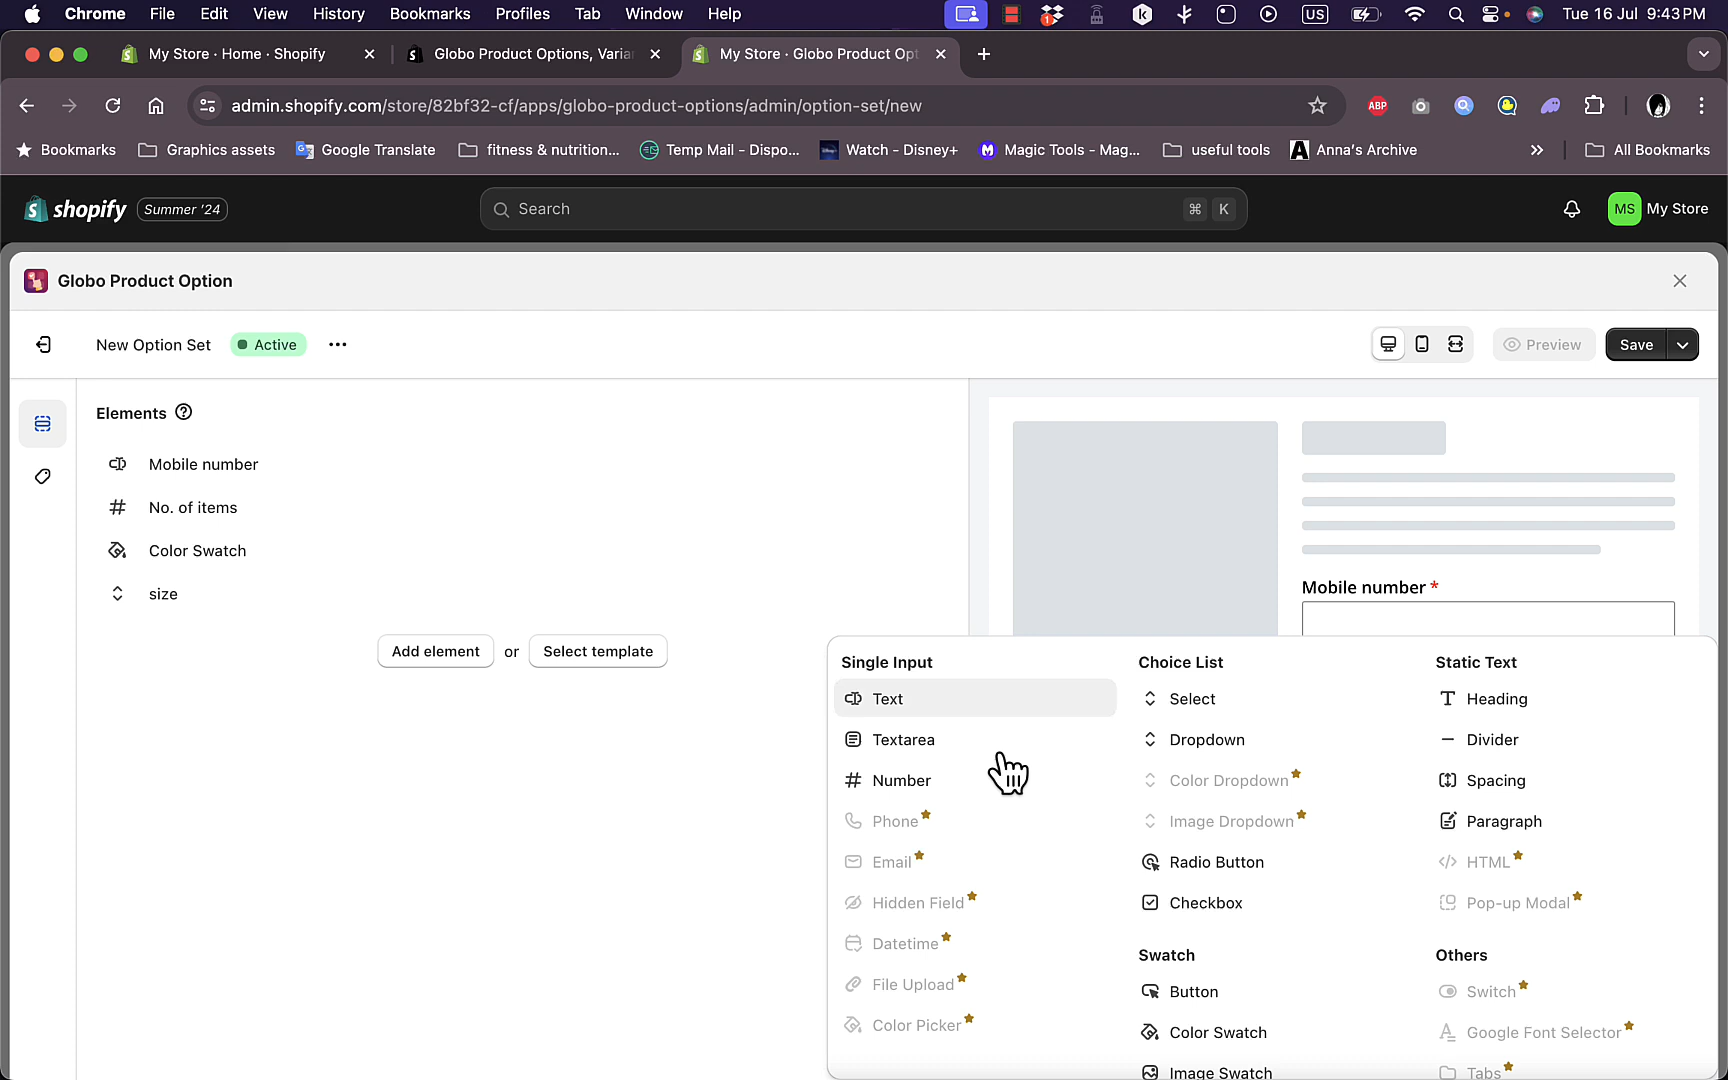 Chrome File Edit View History Bookmarks Profiles Tab Window Help 1 US Tue 16 Jul 9:43 PM
My Store · Home · Shopify Globo Product Options, Varia My Store · Globo Product Opt
admin.shopify.com/store/82bf32-cf/apps/globo-product-options/admin/option-set/new ABP
Bookmarks Graphics assets Google Translate fitness & nutrition... Temp Mail - Dispo... Watch - Disney+ Magic Tools - Mag... useful tools Anna's Archive All Bookmarks
shopify Summer '24 Search ⌘ K MS My Store
Globo Product Option
New Option Set Active Preview Save
Elements
Mobile number
No. of items
Color Swatch
size
Add element or Select template
Mobile number *
Single Input
Text
Textarea
Number
Phone
Email
Hidden Field
Datetime
File Upload
Color Picker
Choice List
Select
Dropdown
Color Dropdown
Image Dropdown
Radio Button
Checkbox
Swatch
Button
Color Swatch
Image Swatch
Static Text
Heading
Divider
Spacing
Paragraph
HTML
Pop-up Modal
Others
Switch
Google Font Selector
Tabs